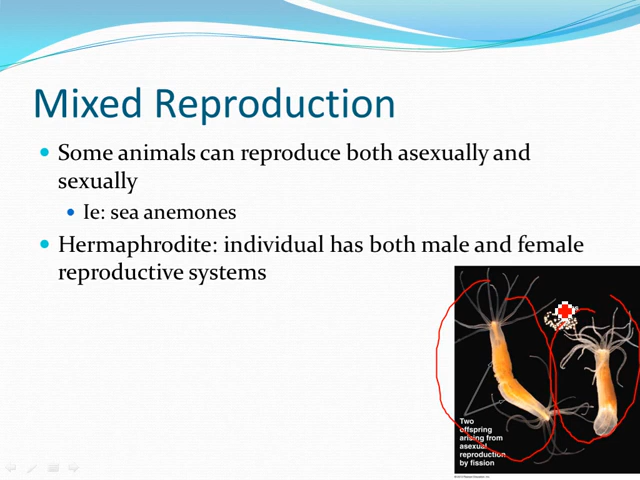 Mixed Reproduction
Some animals can reproduce both asexually and
sexually
Ie: sea anemones
Hermaphrodite: individual has both male and female
reproductive systems
Two
offspring
arising from
asexual
reproduction
by fission